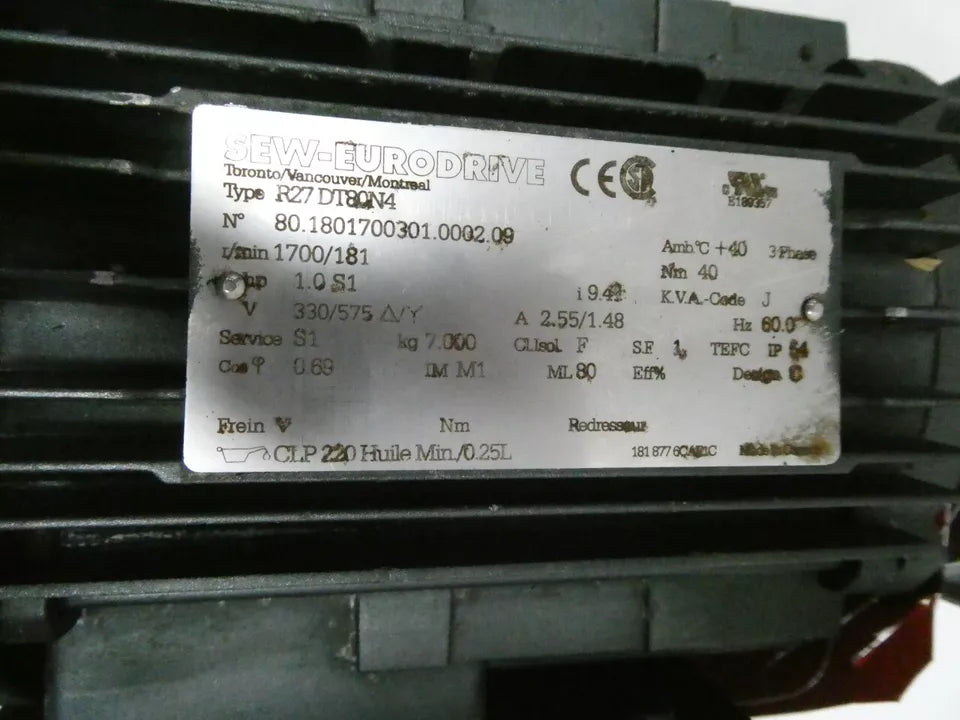 SEW-EURODRIVE CE
Toronto/Vancouver/Montreal
Type R27 DT80N4 E189357
N° 80.1801700301.0002.09
r/min 1700/181 Amb°C +40 3 Phase
hp 1.0 S1 i 9.42 Nm 40
V 330/575 Δ/Y A 2.55/1.48 K.V.A.-Code J Hz 60.0
Service S1 kg 7.000 Cl.Isol. F S.F. 1, TEFC IP 54
Cos φ 0.69 IM M1 ML 80 Eff% Design C
Frein V Nm Redresseur
CLP 220 Huile Min./0.25L 181 877 6